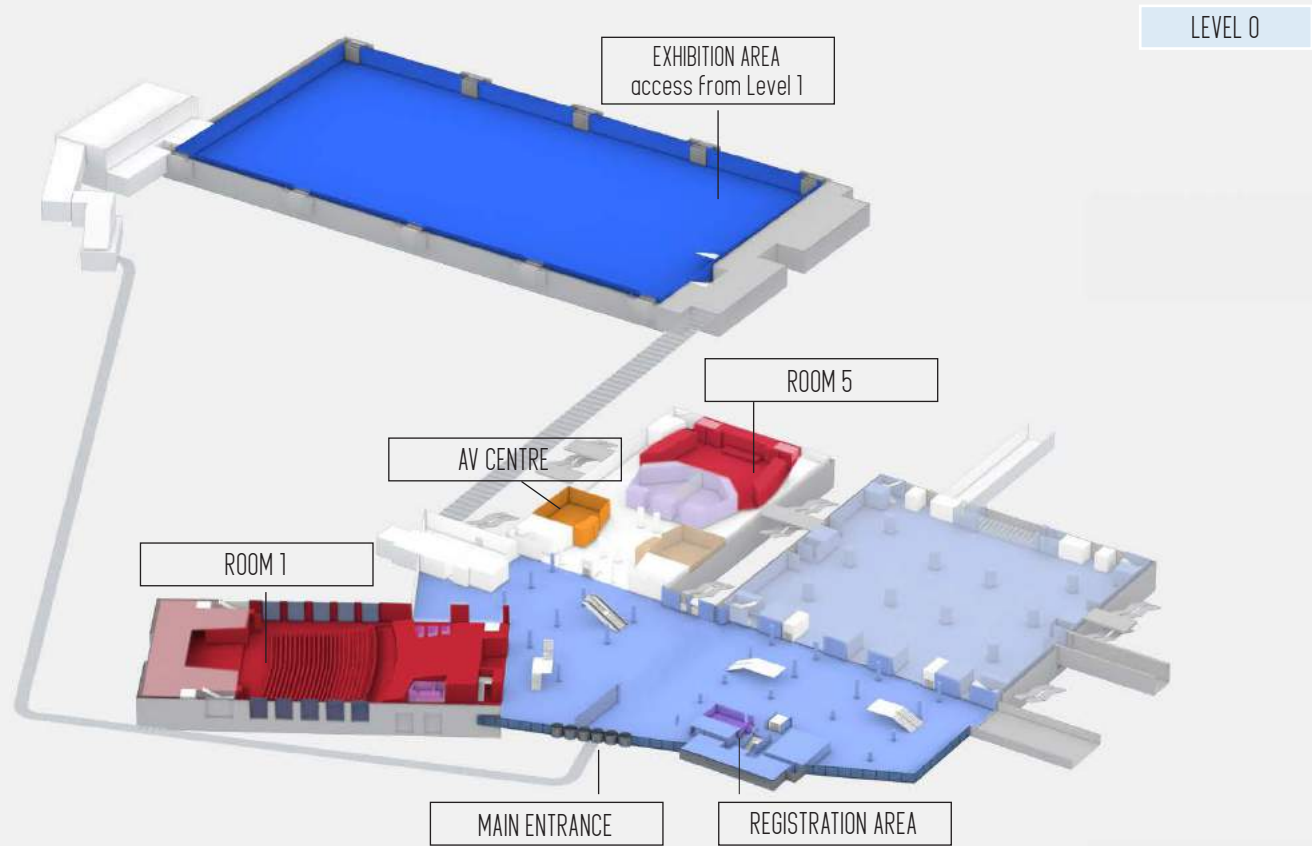 LEVEL 0
EXHIBITION AREA
access from Level 1
ROOM 5
AV CENTRE
ROOM 1
MAIN ENTRANCE
REGISTRATION AREA